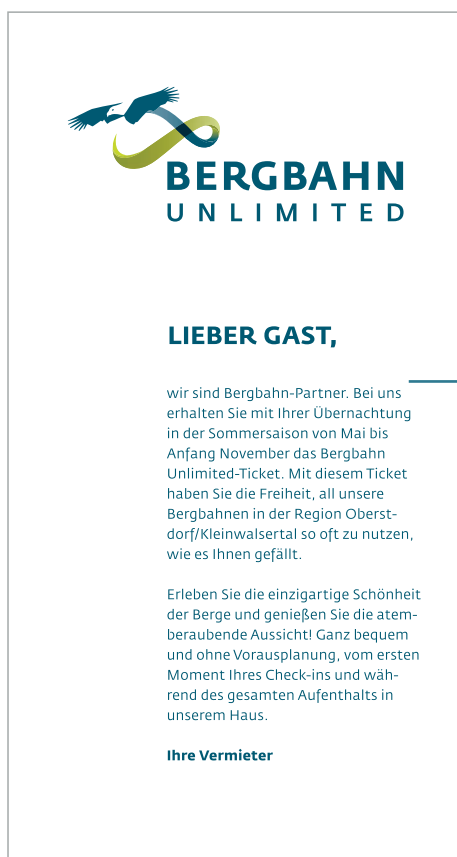 BERGBAHN
UNLIMITED
LIEBER GAST,
wir sind Bergbahn-Partner. Bei uns
erhalten Sie mit Ihrer Übernachtung
in der Sommersaison von Mai bis
Anfang November das Bergbahn
Unlimited-Ticket. Mit diesem Ticket
haben Sie die Freiheit, all unsere
Bergbahnen in der Region Oberst-
dorf/Kleinwalsertal so oft zu nutzen,
wie es Ihnen gefällt.
Erleben Sie die einzigartige Schönheit
der Berge und genießen Sie die atem-
beraubende Aussicht! Ganz bequem
und ohne Vorausplanung, vom ersten
Moment Ihres Check-ins und wäh-
rend des gesamten Aufenthalts in
unserem Haus.
Ihre Vermieter